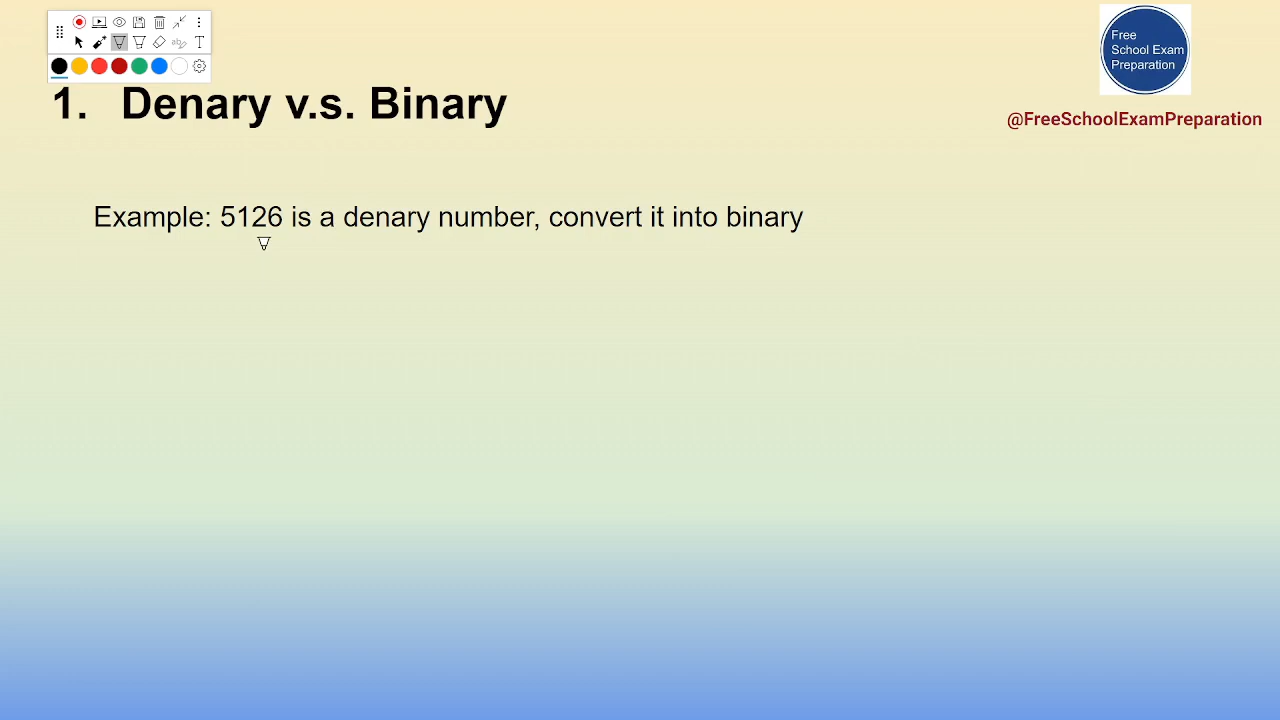 Free
School Exam
Preparation
1. Denary v.s. Binary
@FreeSchoolExamPreparation
Example: 5126 is a denary number, convert it into binary